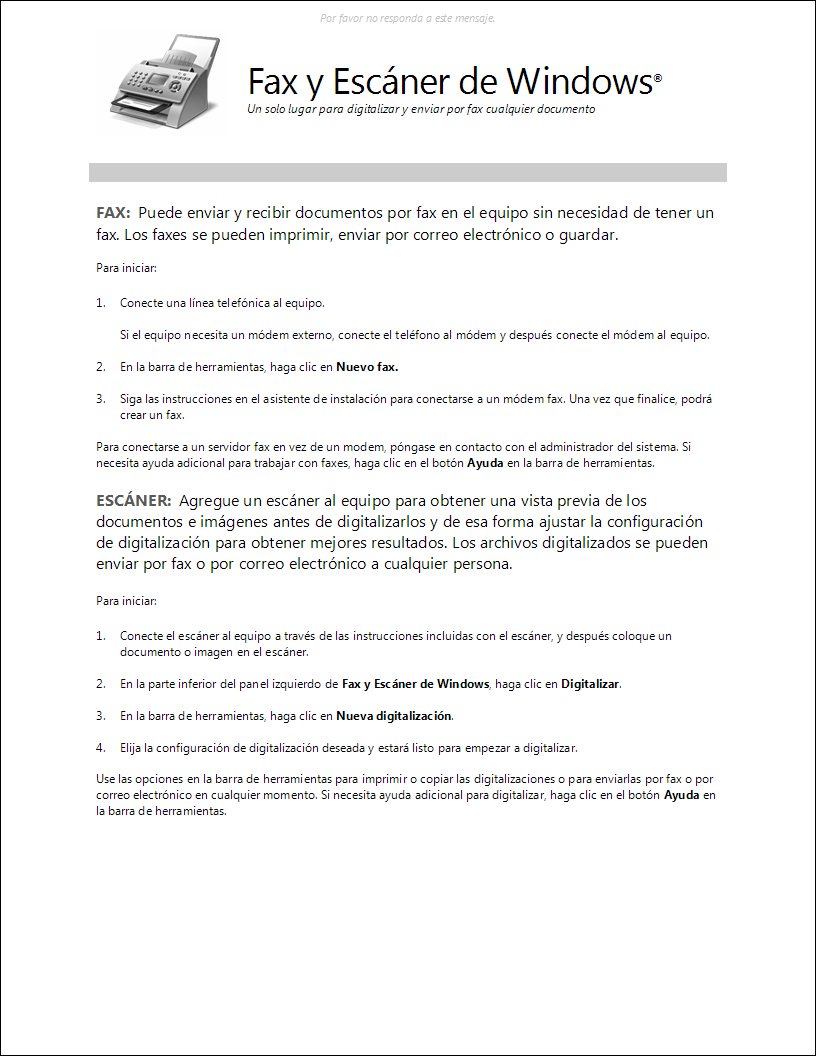 Por favor no responda a este mensaje.
Fax y Escáner de Windows®
Un solo lugar para digitalizar y enviar por fax cualquier documento
FAX: Puede enviar y recibir documentos por fax en el equipo sin necesidad de tener un
fax. Los faxes se pueden imprimir, enviar por correo electrónico o guardar.
Para iniciar:
1. Conecte una línea telefónica al equipo.
Si el equipo necesita un módem externo, conecte el teléfono al módem y después conecte el módem al equipo.
2. En la barra de herramientas, haga clic en Nuevo fax.
3. Siga las instrucciones en el asistente de instalación para conectarse a un módem fax. Una vez que finalice, podrá
crear un fax.
Para conectarse a un servidor fax en vez de un modem, póngase en contacto con el administrador del sistema. Si
necesita ayuda adicional para trabajar con faxes, haga clic en el botón Ayuda en la barra de herramientas.
ESCÁNER: Agregue un escáner al equipo para obtener una vista previa de los
documentos e imágenes antes de digitalizarlos y de esa forma ajustar la configuración
de digitalización para obtener mejores resultados. Los archivos digitalizados se pueden
enviar por fax o por correo electrónico a cualquier persona.
Para iniciar:
1. Conecte el escáner al equipo a través de las instrucciones incluidas con el escáner, y después coloque un
documento o imagen en el escáner.
2. En la parte inferior del panel izquierdo de Fax y Escáner de Windows, haga clic en Digitalizar.
3. En la barra de herramientas, haga clic en Nueva digitalización.
4. Elija la configuración de digitalización deseada y estará listo para empezar a digitalizar.
Use las opciones en la barra de herramientas para imprimir o copiar las digitalizaciones o para enviarlas por fax o por
correo electrónico en cualquier momento. Si necesita ayuda adicional para digitalizar, haga clic en el botón Ayuda en
la barra de herramientas.